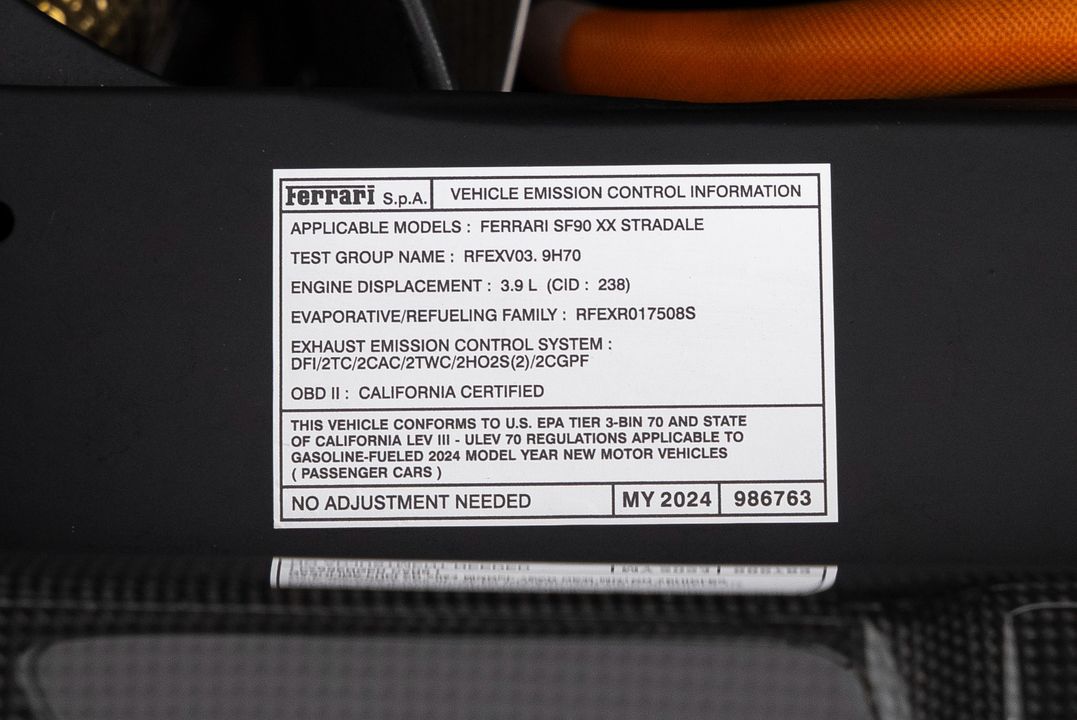 Ferrari S.p.A. VEHICLE EMISSION CONTROL INFORMATION
APPLICABLE MODELS : FERRARI SF90 XX STRADALE
TEST GROUP NAME : RFEXV03. 9H70
ENGINE DISPLACEMENT : 3.9 L (CID : 238)
EVAPORATIVE/REFUELING FAMILY : RFEXR017508S
EXHAUST EMISSION CONTROL SYSTEM :
DFI/2TC/2CAC/2TWC/2HO2S(2)/2CGPF
OBD II : CALIFORNIA CERTIFIED
THIS VEHICLE CONFORMS TO U.S. EPA TIER 3-BIN 70 AND STATE
OF CALIFORNIA LEV III - ULEV 70 REGULATIONS APPLICABLE TO
GASOLINE-FUELED 2024 MODEL YEAR NEW MOTOR VEHICLES
( PASSENGER CARS )
NO ADJUSTMENT NEEDED MY 2024 986763